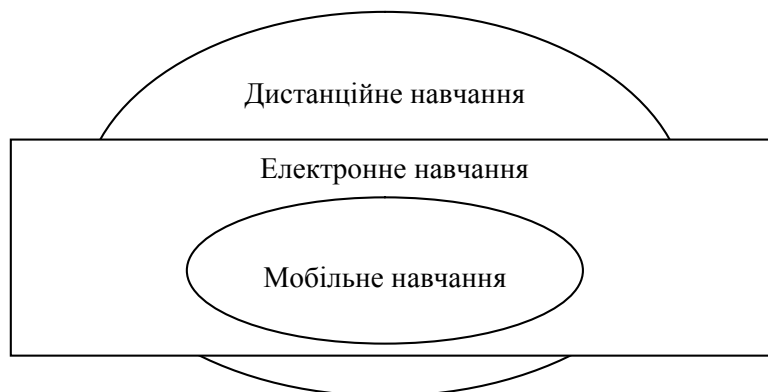 Дистанційне навчання
Електронне навчання
Мобільне навчання